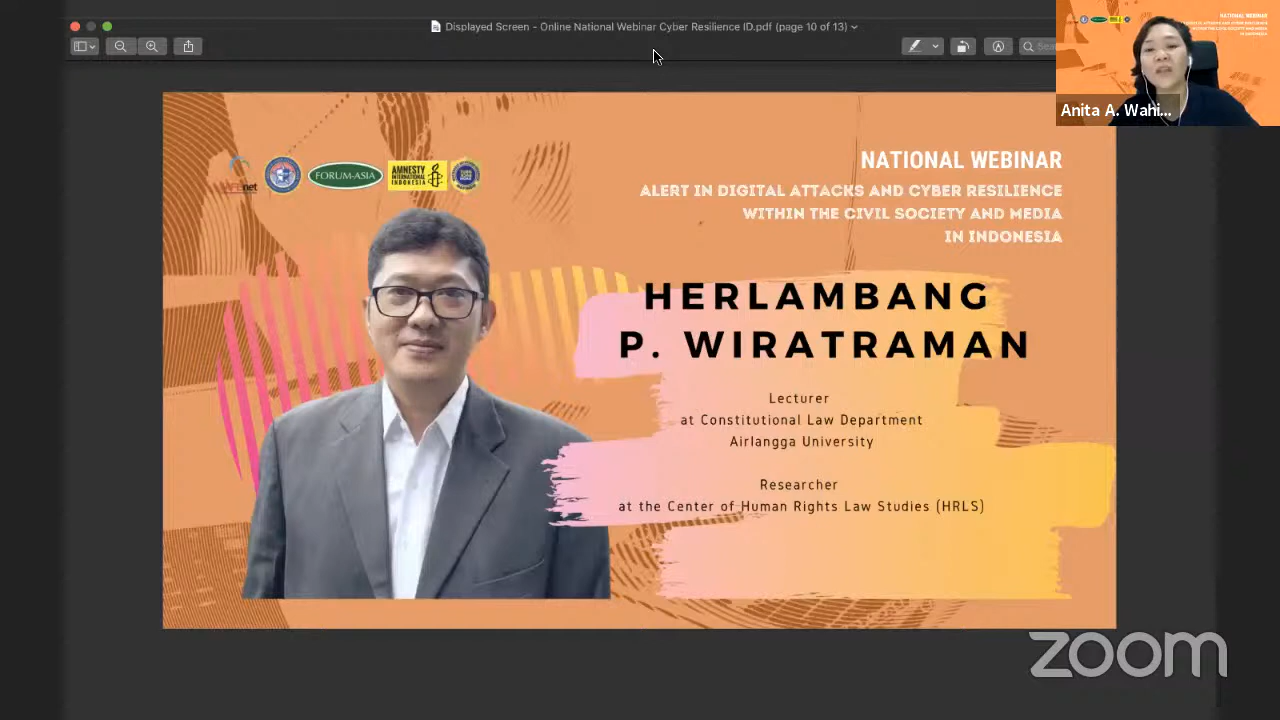 Displayed Screen - Online National Webinar Cyber Resilience ID.pdf (page 10 of 13)
Anita A. Wahi...
FORUM-ASIA
AMNESTY
INTERNATIONAL
INDONESIA
NATIONAL WEBINAR
ALERT IN DIGITAL ATTACKS AND CYBER RESILIENCE
WITHIN THE CIVIL SOCIETY AND MEDIA
IN INDONESIA
HERLAMBANG
P. WIRATRAMAN
Lecturer
at Constitutional Law Department
Airlangga University
Researcher
at the Center of Human Rights Law Studies (HRLS)
zoom